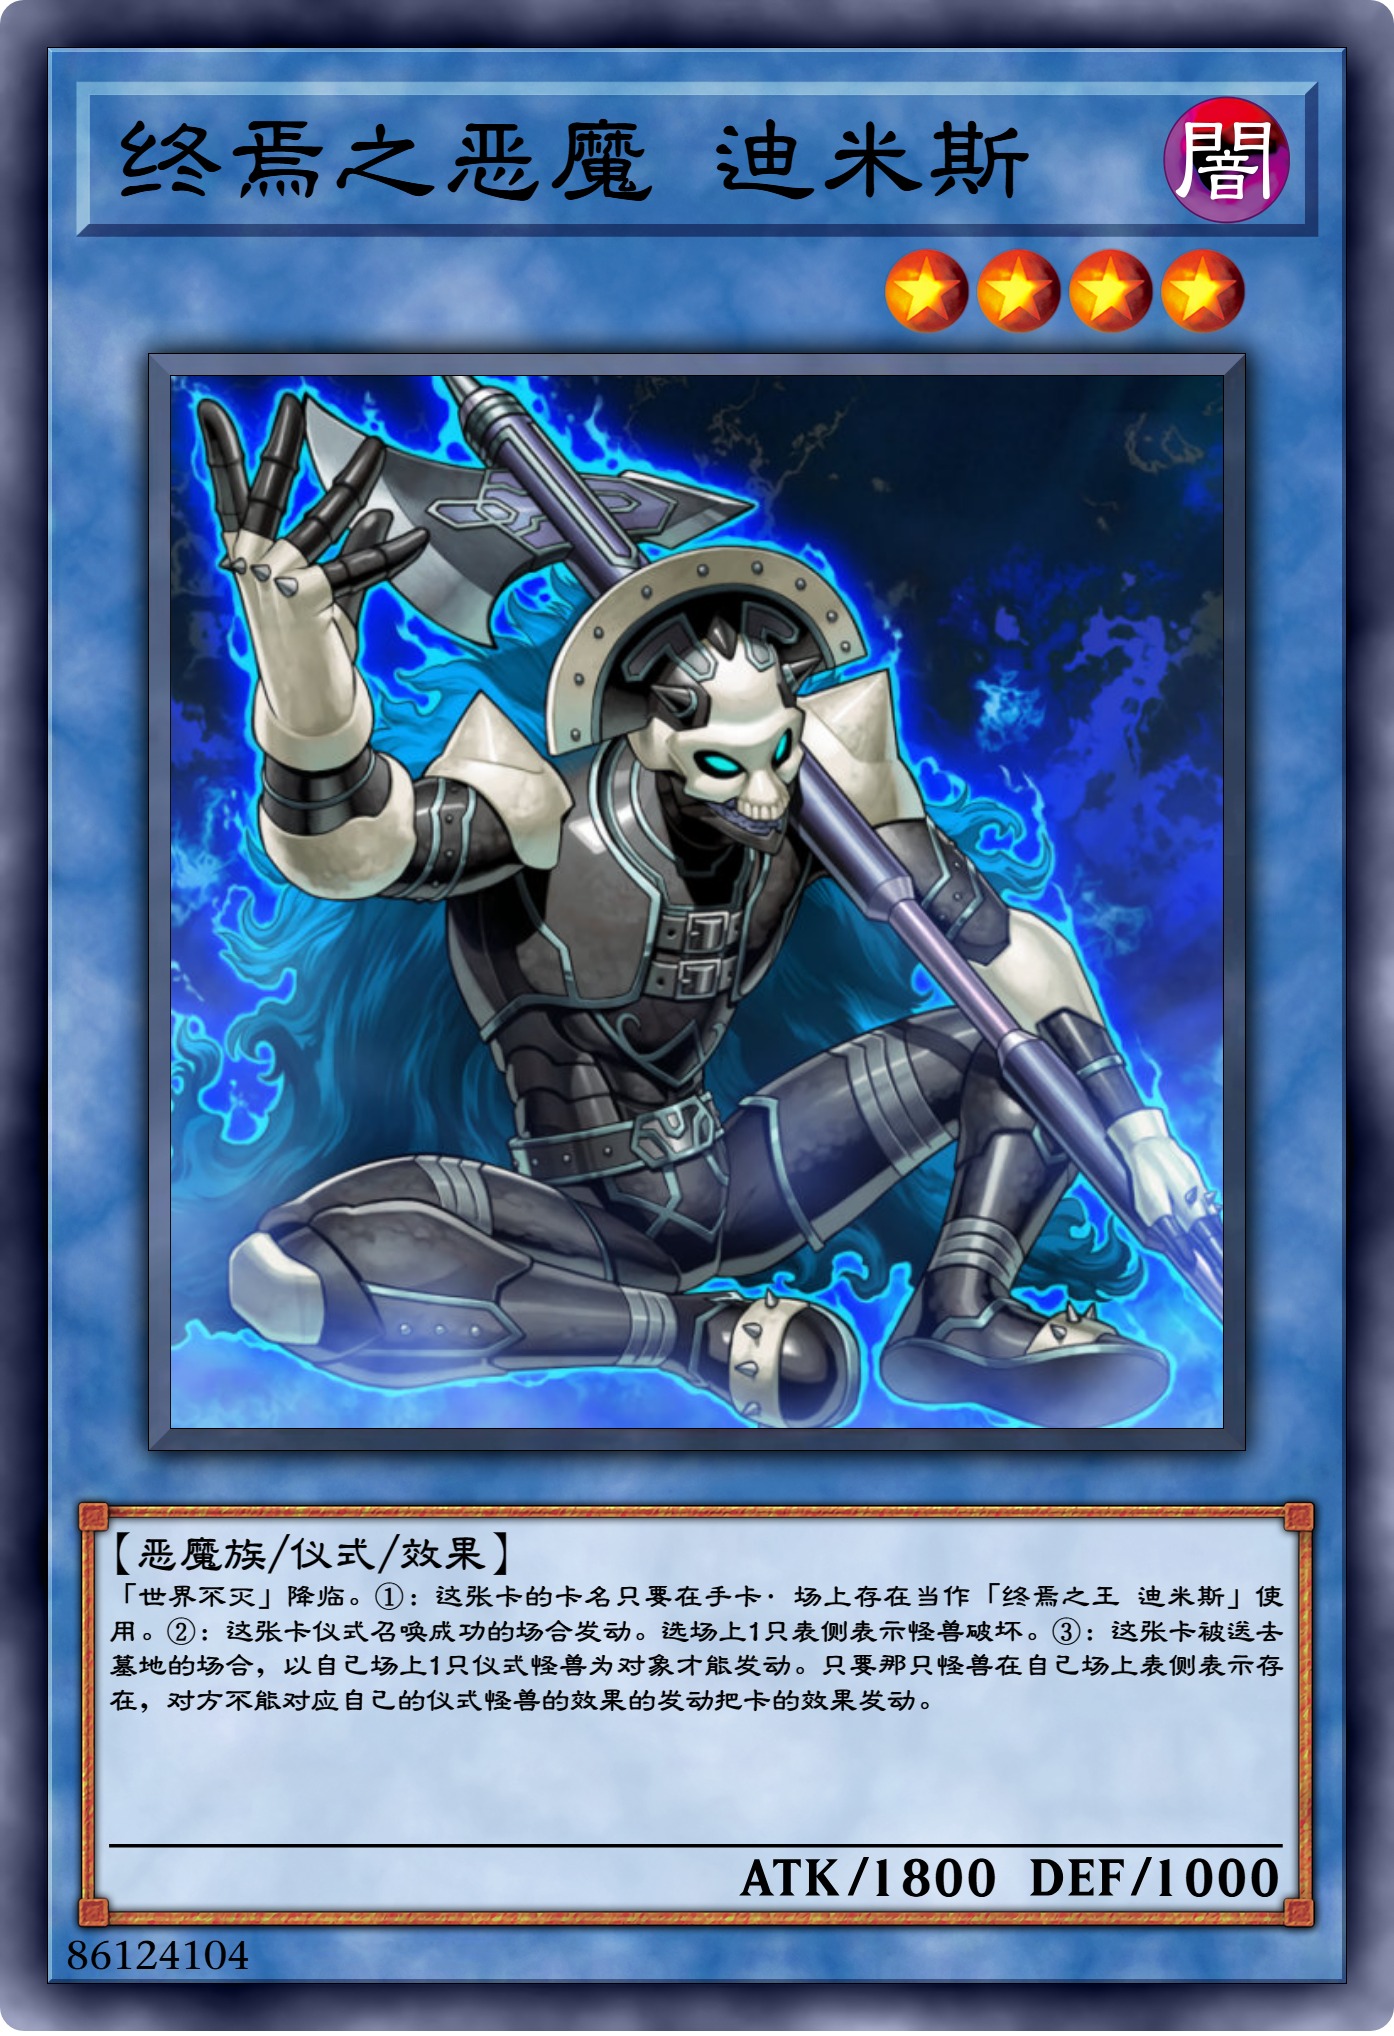 终焉之恶魔 迪米斯
闇
【恶魔族/仪式/效果】
「世界不灭」降临。①：这张卡的卡名只要在手卡·场上存在当作「终焉之王 迪米斯」使
用。②：这张卡仪式召唤成功的场合发动。选场上1只表侧表示怪兽破坏。③：这张卡被送去
墓地的场合，以自己场上1只仪式怪兽为对象才能发动。只要那只怪兽在自己场上表侧表示存
在，对方不能对应自己的仪式怪兽的效果的发动把卡的效果发动。
ATK/1800 DEF/1000
86124104